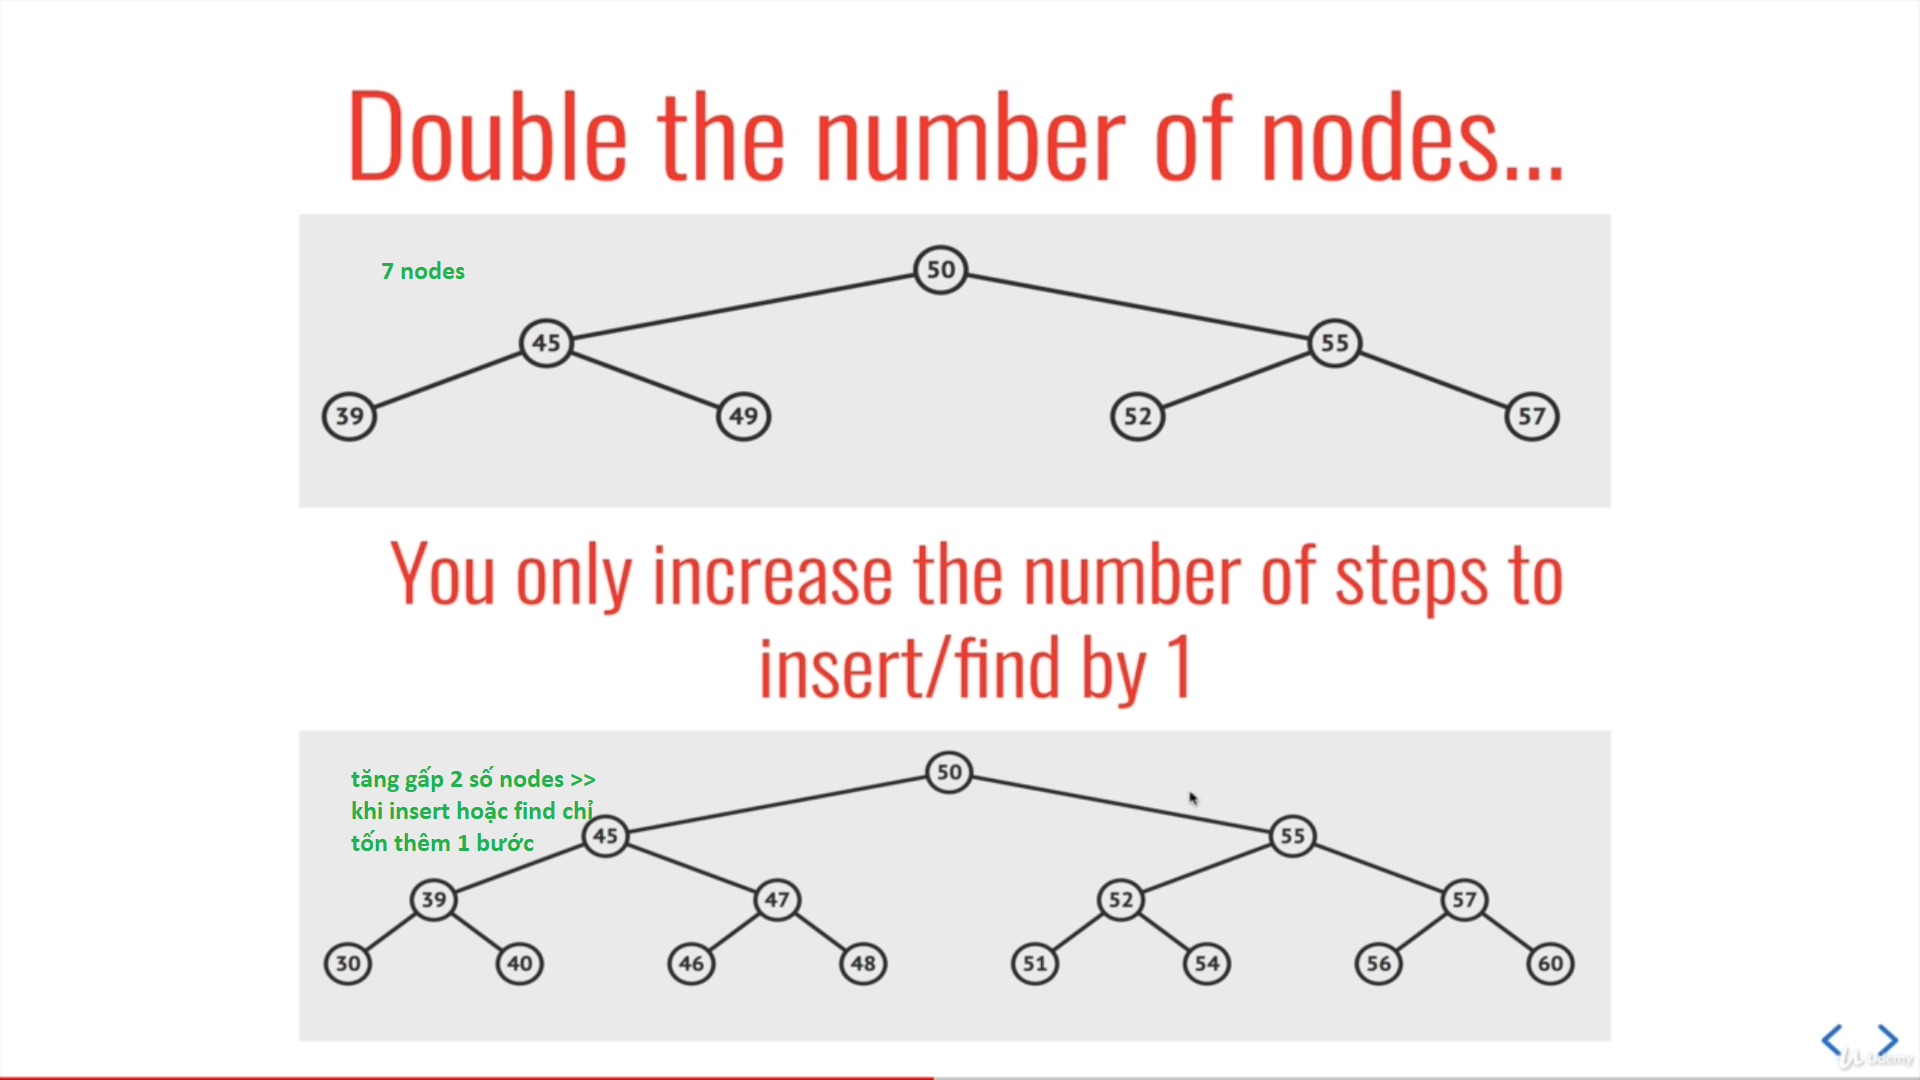 Double the number of nodes...
7 nodes
50
45
55
39
49
52
57
You only increase the number of steps to
insert/find by 1
tăng gấp 2 số nodes >>
khi insert hoặc find chỉ
tốn thêm 1 bước
50
45
55
39
47
52
57
30
40
46
48
51
54
56
60
Udemy